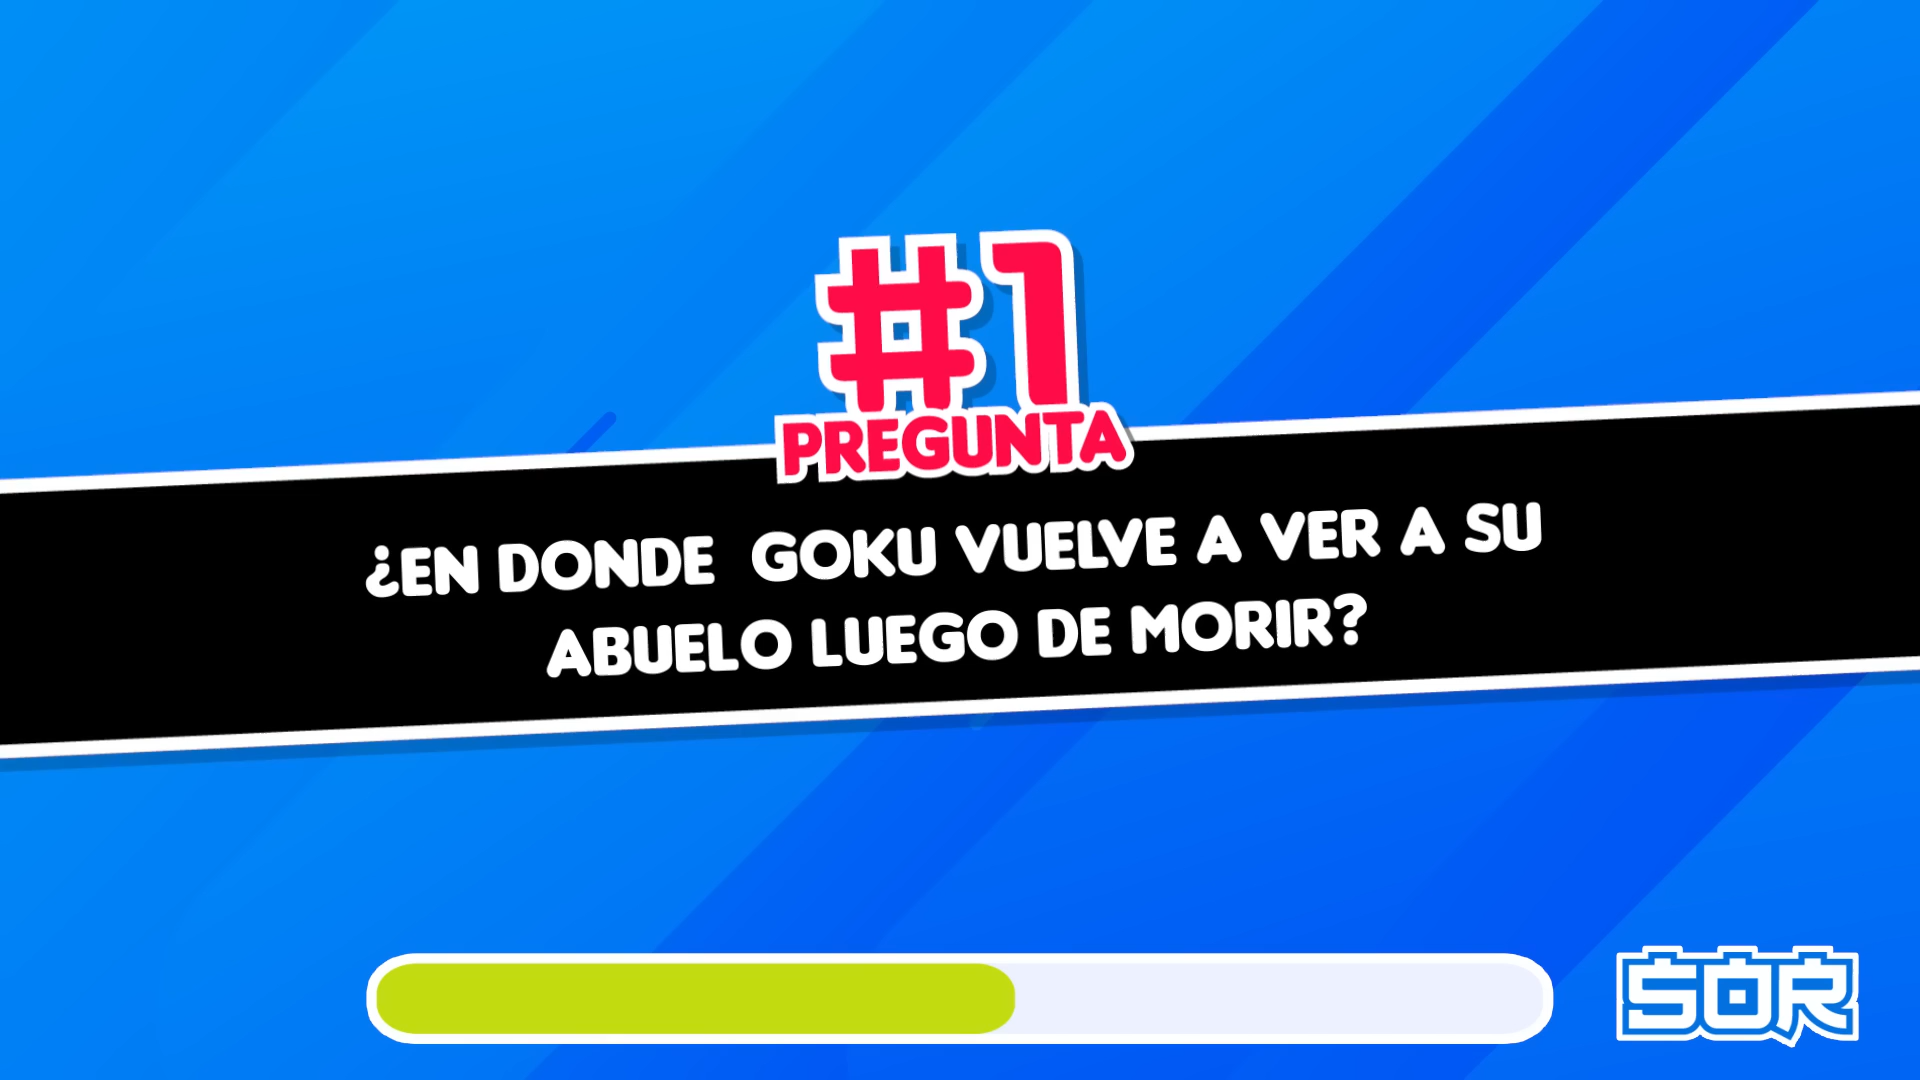 #1
PREGUNTA
¿EN DONDE  GOKU VUELVE A VER A SU
ABUELO LUEGO DE MORIR?
SOR